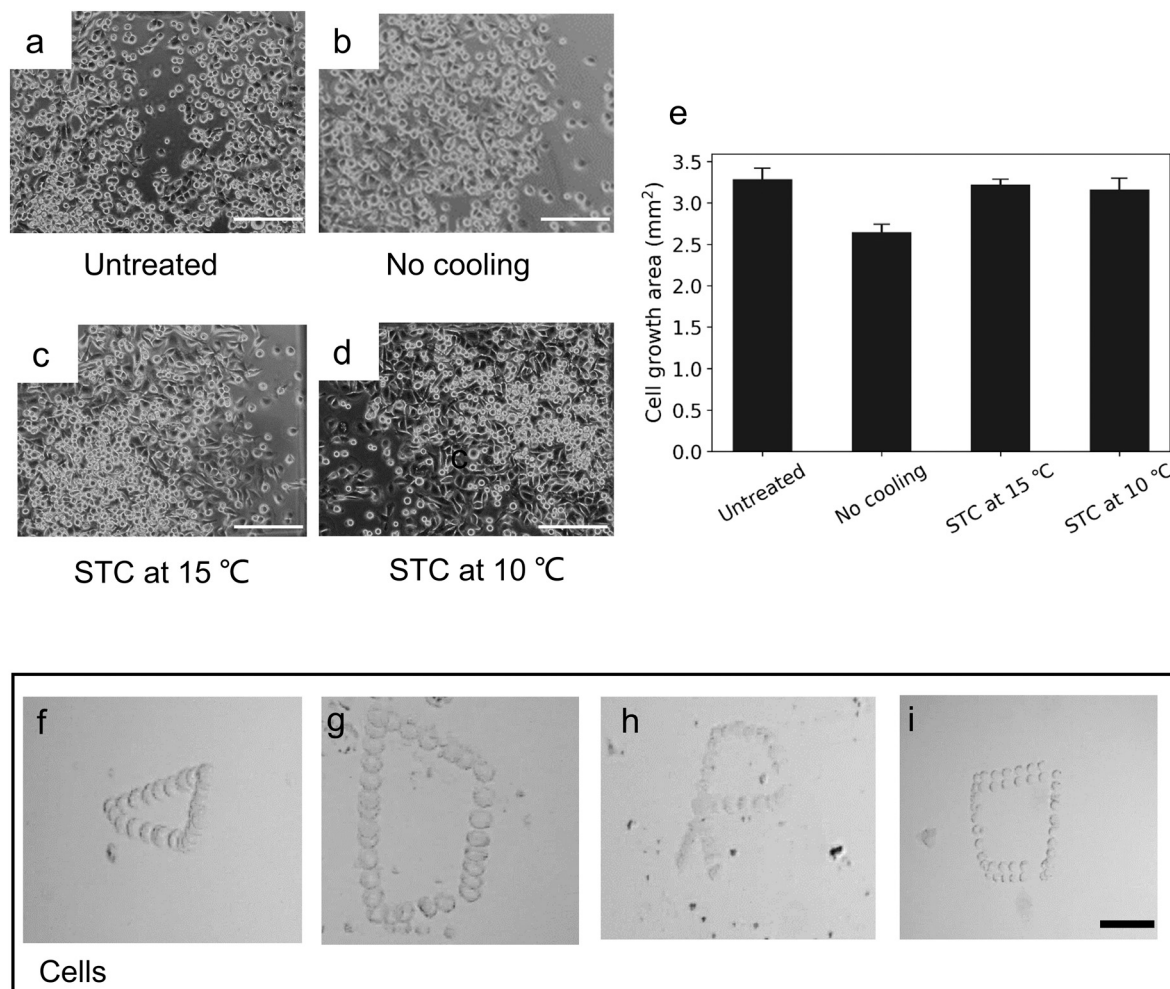 a
b
Untreated
No cooling
c
d
C
STC at 15 ℃
STC at 10 ℃
e
Cell growth area (mm²)
3.5
3.0
2.5
2.0
1.5
1.0
0.5
0.0
Untreated
No cooling
STC at 15 ℃
STC at 10 ℃
f
g
h
i
Cells